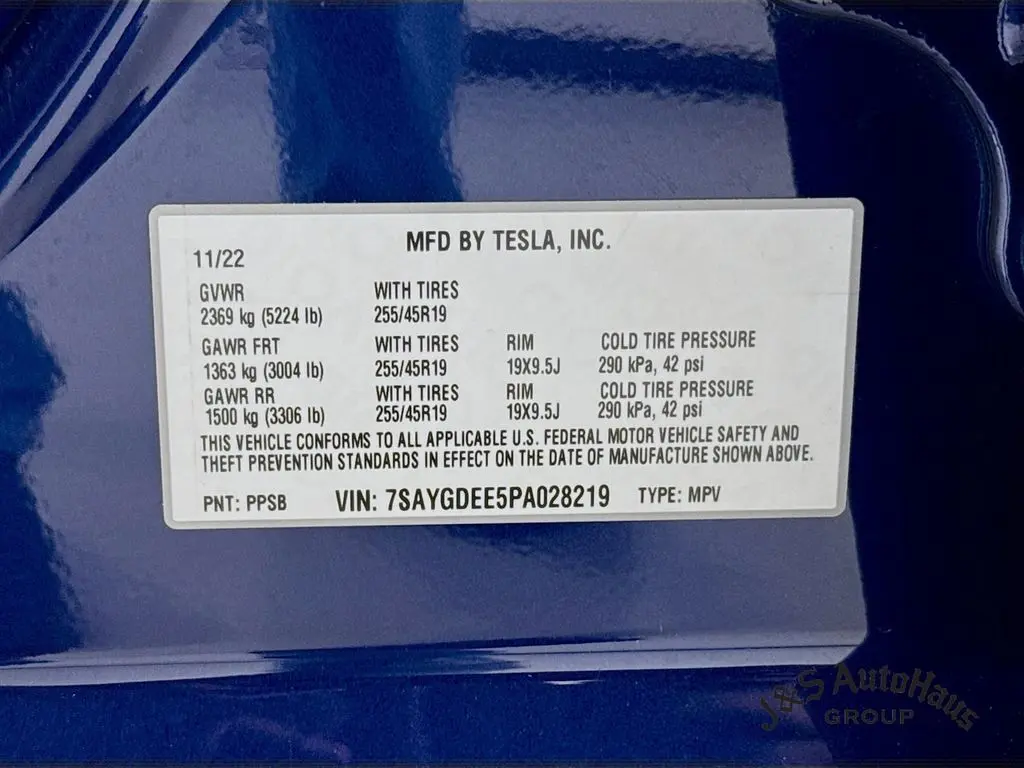 MFD BY TESLA, INC.
11/22
GVWR WITH TIRES
2369 kg (5224 lb) 255/45R19
GAWR FRT WITH TIRES RIM COLD TIRE PRESSURE
1363 kg (3004 lb) 255/45R19 19X9.5J 290 kPa, 42 psi
GAWR RR WITH TIRES RIM COLD TIRE PRESSURE
1500 kg (3306 lb) 255/45R19 19X9.5J 290 kPa, 42 psi
THIS VEHICLE CONFORMS TO ALL APPLICABLE U.S. FEDERAL MOTOR VEHICLE SAFETY AND
THEFT PREVENTION STANDARDS IN EFFECT ON THE DATE OF MANUFACTURE SHOWN ABOVE.
PNT: PPSB VIN: 7SAYGDEE5PA028219 TYPE: MPV
J&S AutoHaus
GROUP